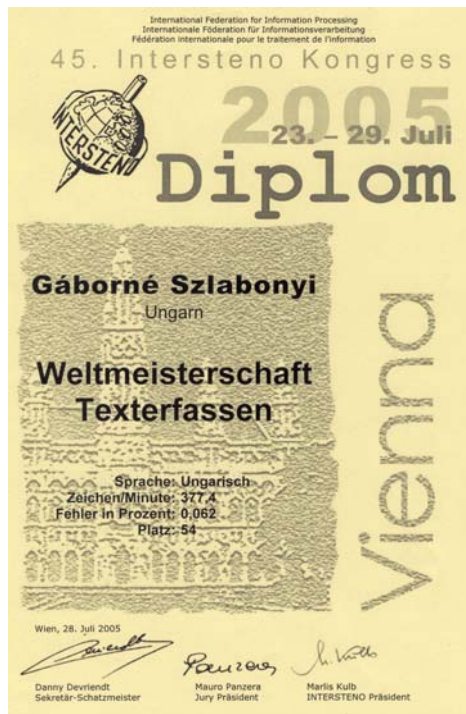 International Federation for Information Processing
Internationale Föderation für Informationsverarbeitung
Fédération internationale pour le traitement de l'information
45. Intersteno Kongress
2005
23. – 29. Juli
INTERSTENO
Diplom
Gáborné Szlabonyi
Ungarn
Weltmeisterschaft
Texterfassen
Sprache: Ungarisch
Zeichen/Minute: 377,4
Fehler in Prozent: 0,062
Platz: 54
Vienna
Wien, 28. Juli 2005
Danny Devriendt Mauro Panzera Marlis Kulb
Sekretär-Schatzmeister Jury Präsident INTERSTENO Präsident